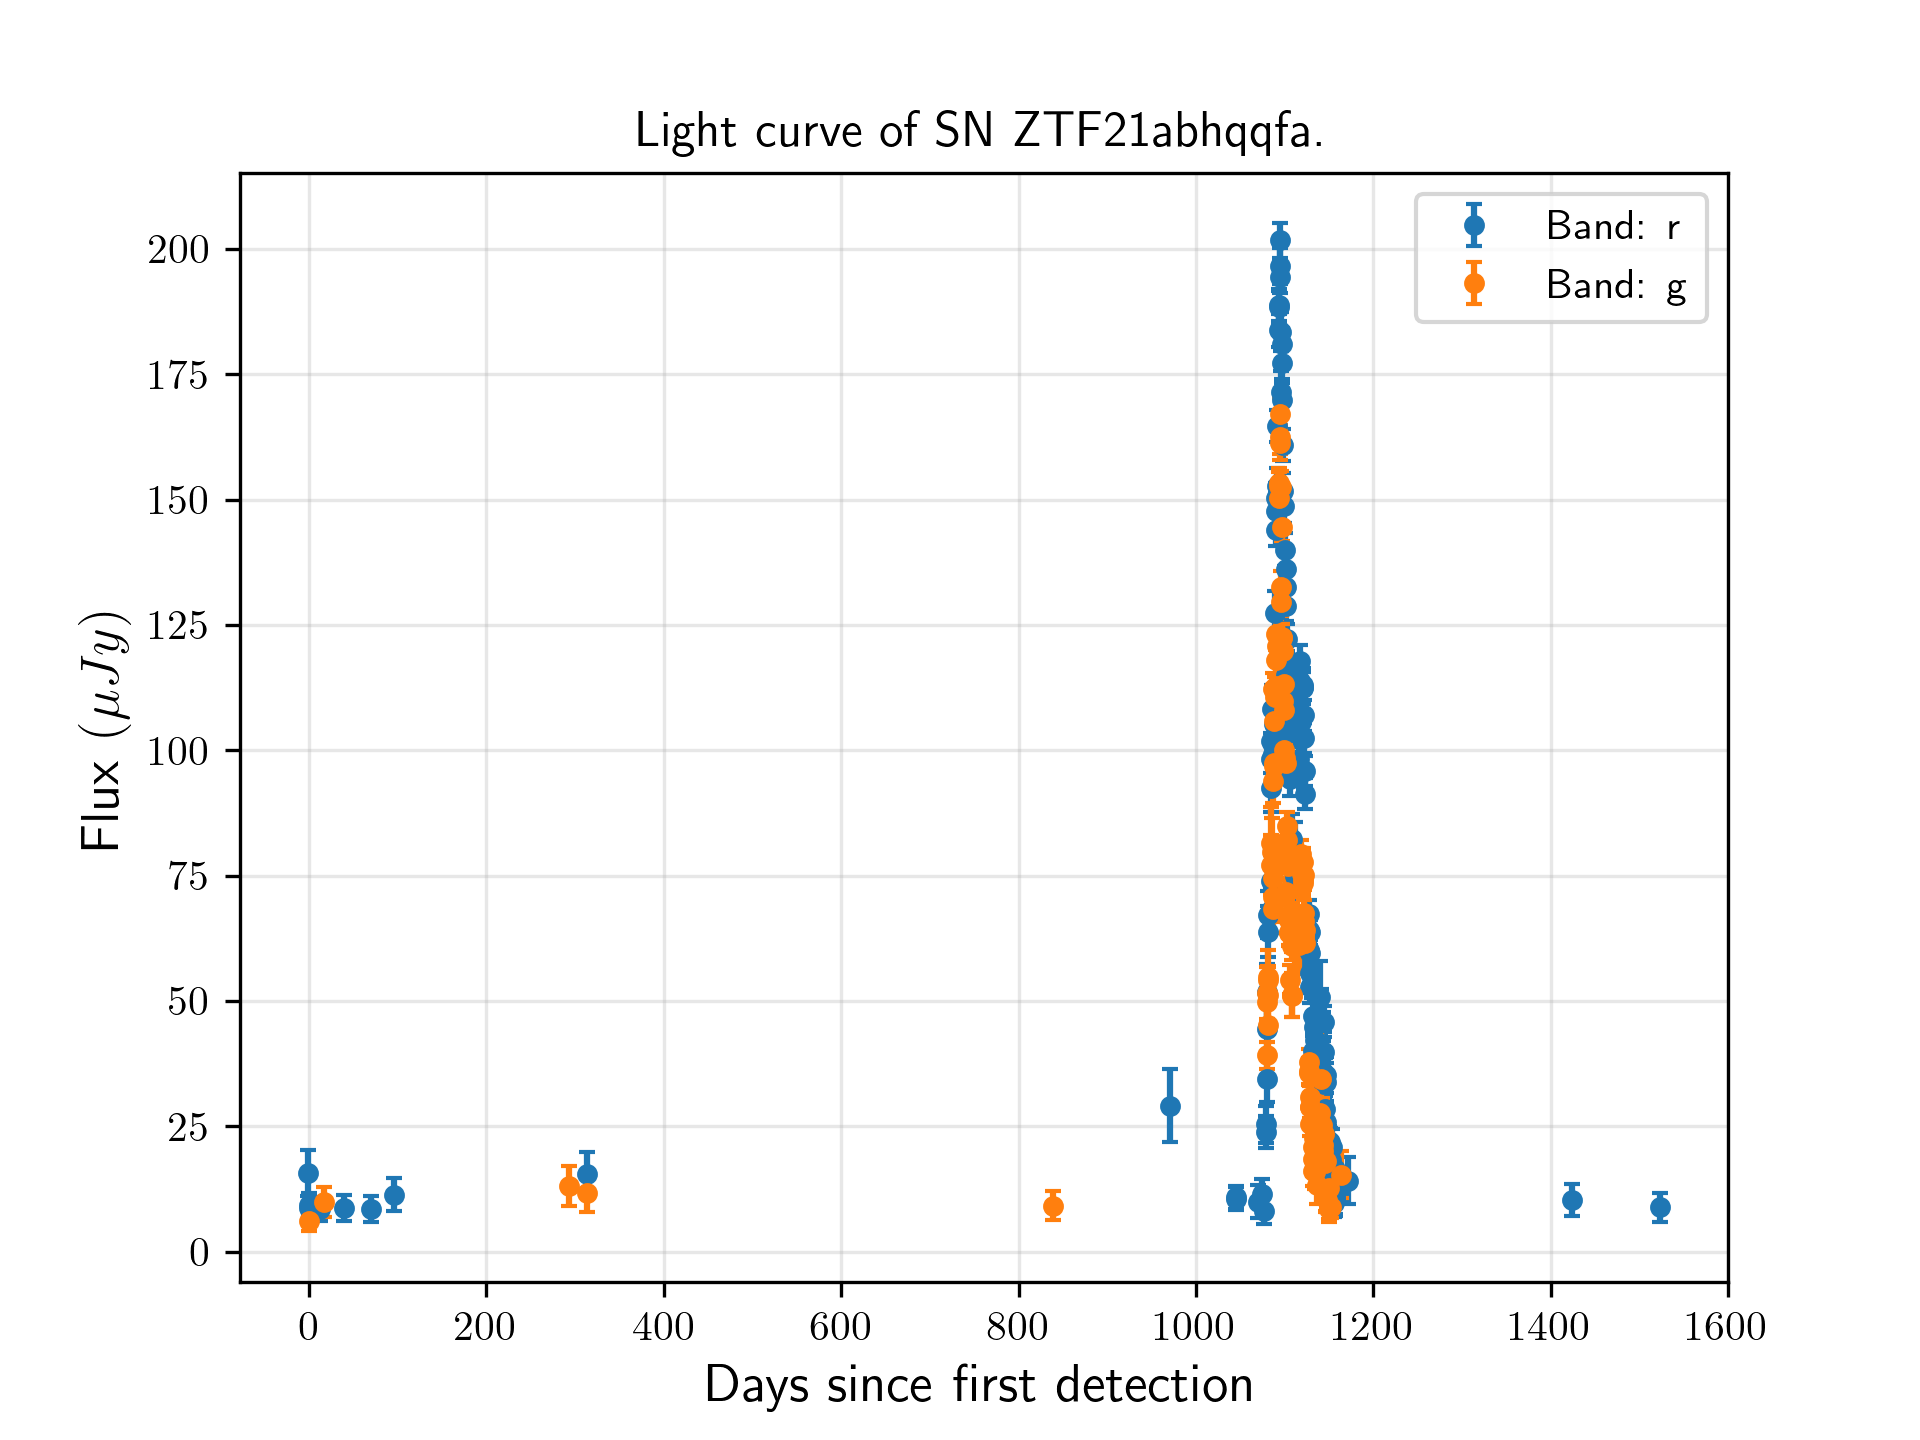 Light curve of SN ZTF21abhqqfa.
Band: r
Band: g
Flux (μJy)
200
175
150
125
100
75
50
25
0
0 200 400 600 800 1000 1200 1400 1600
Days since first detection